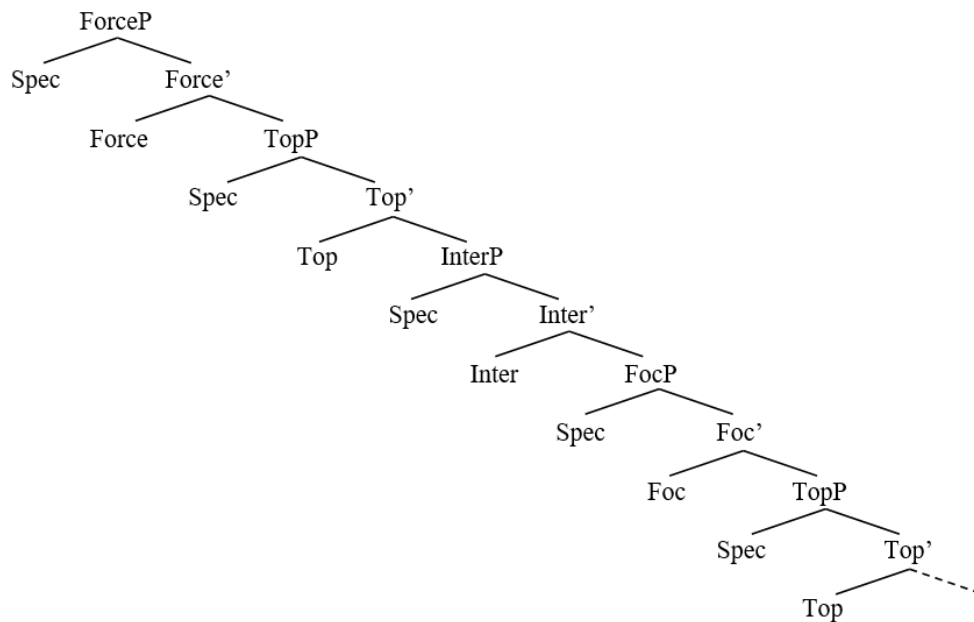 ForceP
Spec Force’
Force TopP
Spec Top’
Top InterP
Spec Inter’
Inter FocP
Spec Foc’
Foc TopP
Spec Top’
Top